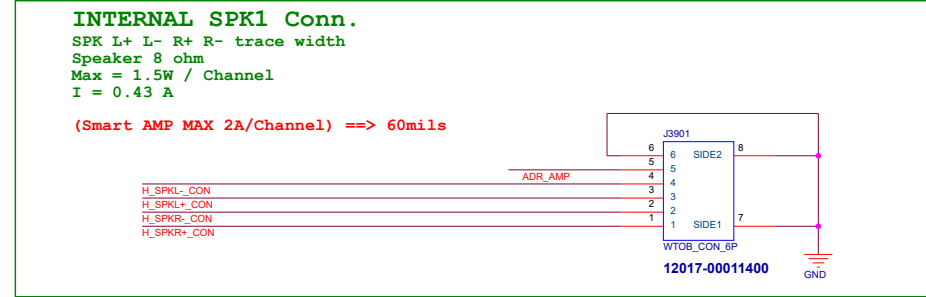 INTERNAL SPK1 Conn.
SPK L+ L- R+ R- trace width
Speaker 8 ohm
Max = 1.5W / Channel
I = 0.43 A
(Smart AMP MAX 2A/Channel) ==> 60mils
J3901
6 6 SIDE2 8
5 5
ADR_AMP 4 4
H_SPKL-_CON 3 3
H_SPKL+_CON 2 2
H_SPKR-_CON 1 1 SIDE1 7
H_SPKR+_CON
WTOB_CON_6P
12017-00011400
GND